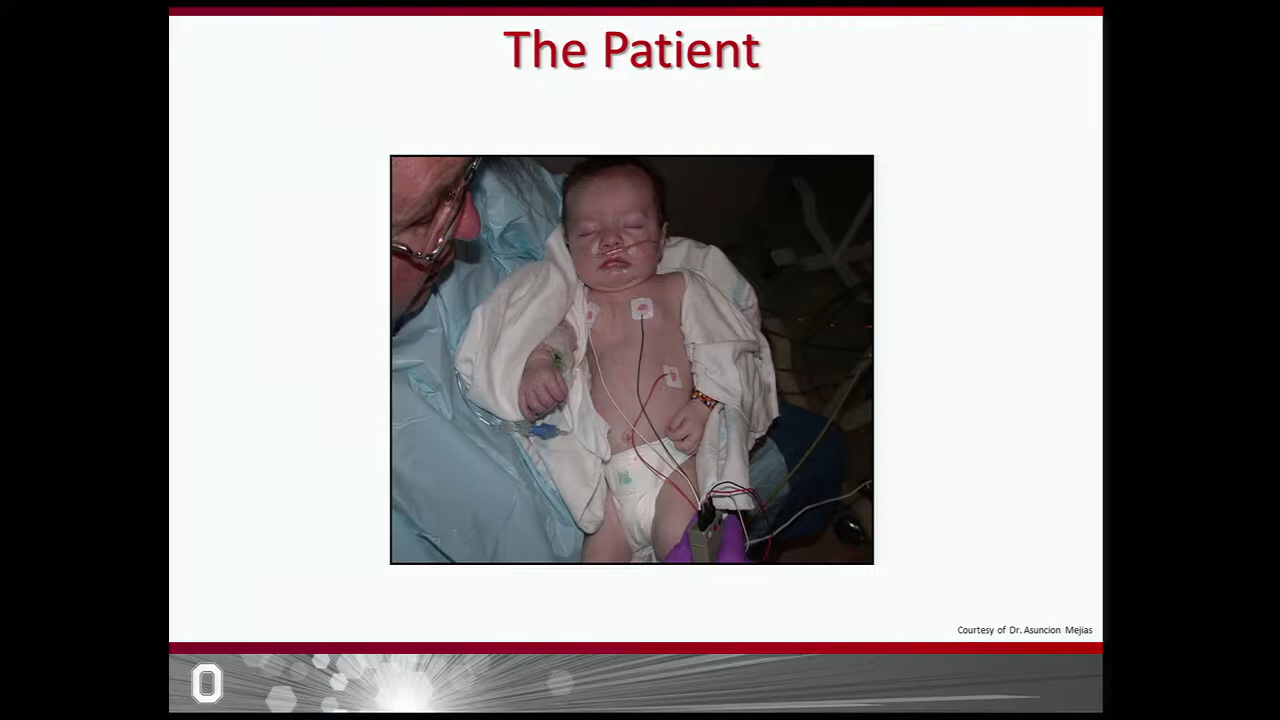 The Patient
Courtesy of Dr. Asuncion Mejias
O